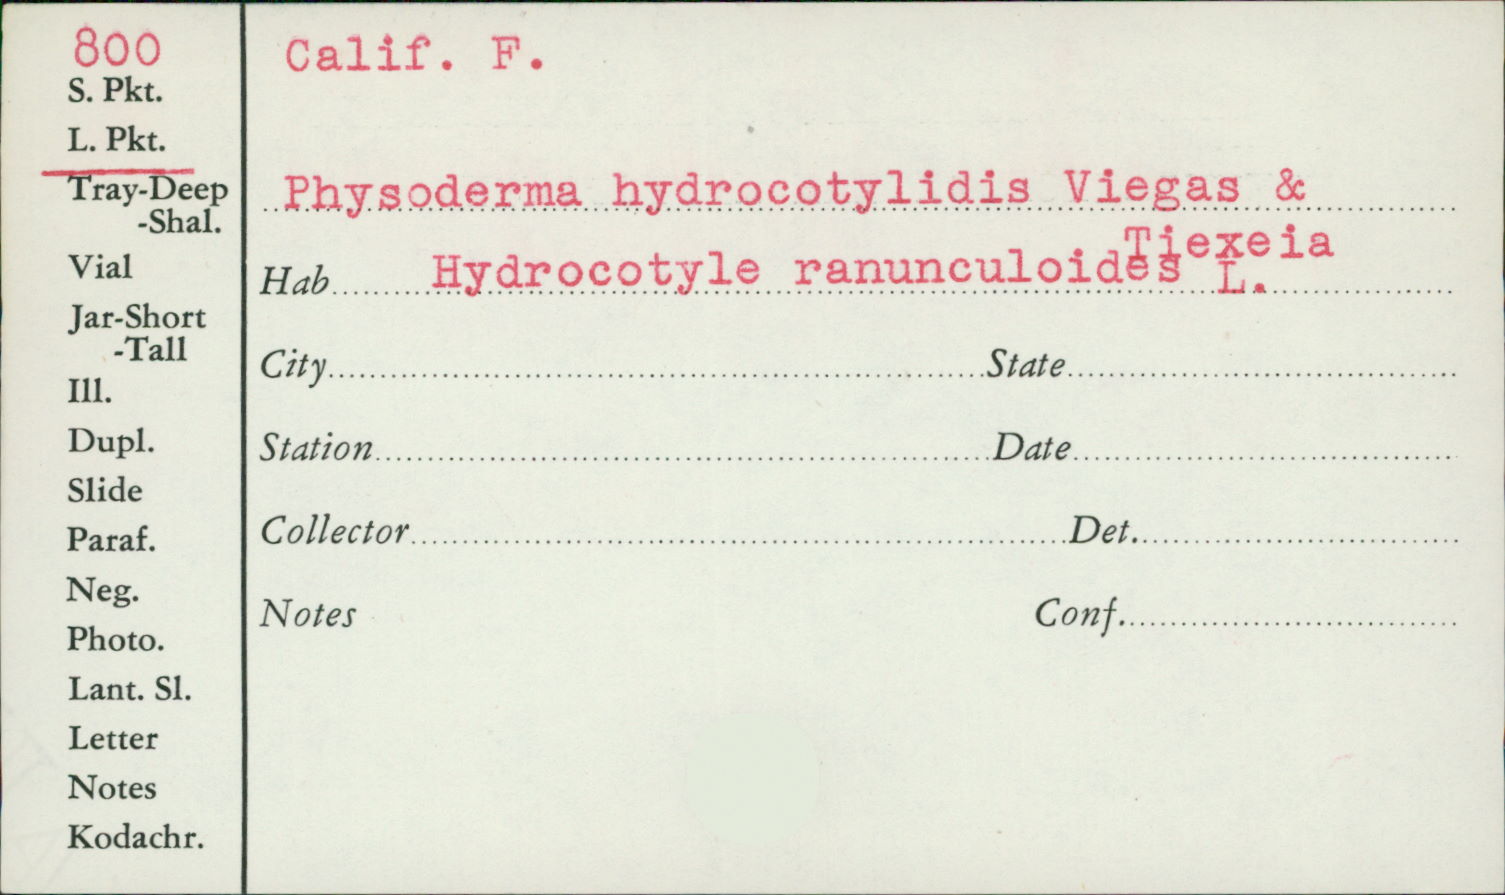 800
S. Pkt.
L. Pkt.
Tray-Deep
-Shal.
Vial
Jar-Short
-Tall
Ill.
Dupl.
Slide
Paraf.
Neg.
Photo.
Lant. Sl.
Letter
Notes
Kodachr.
Calif. F.
Physoderma hydrocotylidis Viegas &
Tiexeia
Hab Hydrocotyle ranunculoides L.
City State
Station Date
Collector Det.
Notes Conf.